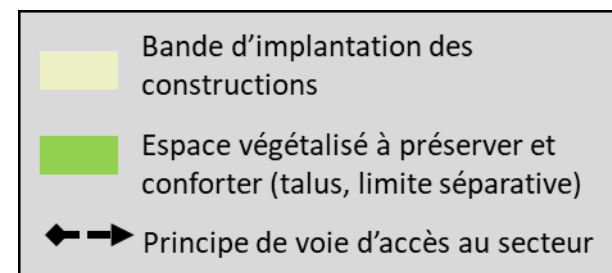 Bande d’implantation des
constructions
Espace végétalisé à préserver et
conforter (talus, limite séparative)
Principe de voie d’accès au secteur